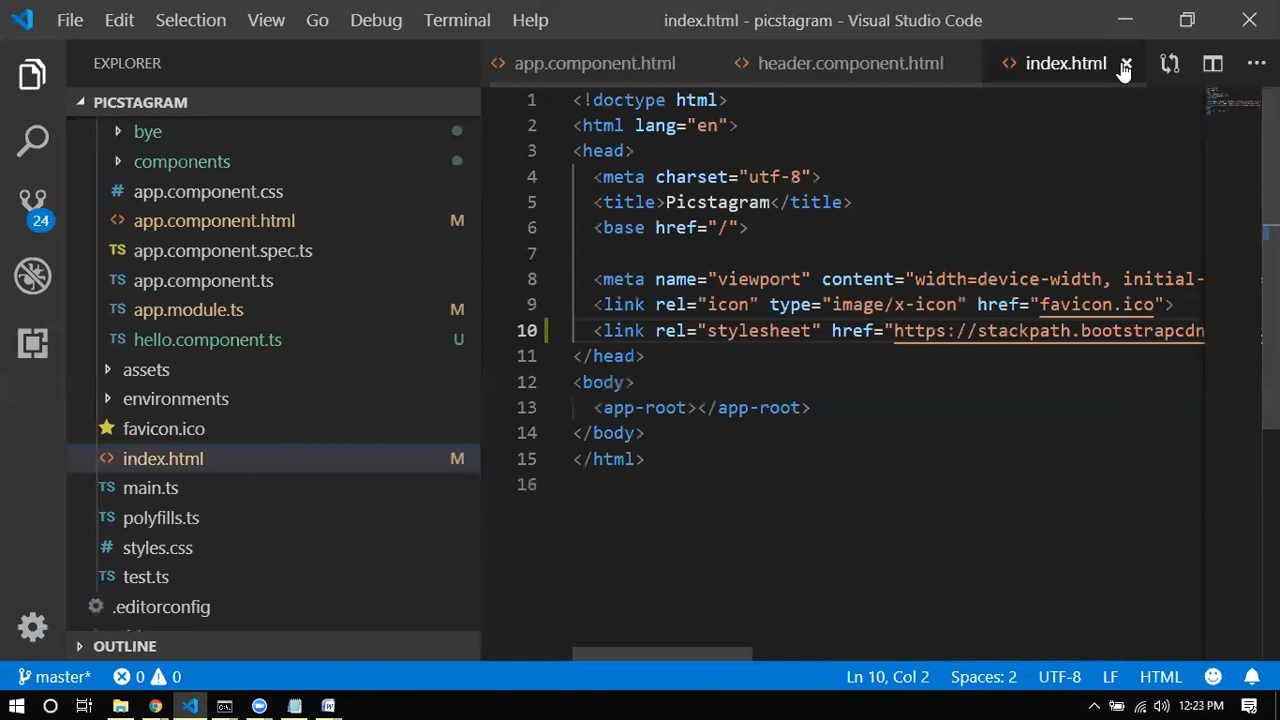 File Edit Selection View Go Debug Terminal Help index.html - picstagram - Visual Studio Code
EXPLORER
PICSTAGRAM
bye
components
# app.component.css
<> app.component.html M
TS app.component.spec.ts
TS app.component.ts
TS app.module.ts M
TS hello.component.ts U
assets
environments
favicon.ico
<> index.html M
TS main.ts
TS polyfills.ts
# styles.css
TS test.ts
.editorconfig
OUTLINE
24
<> app.component.html <> header.component.html <> index.html
1 <!doctype html>
2 <html lang="en">
3 <head>
4 <meta charset="utf-8">
5 <title>Picstagram</title>
6 <base href="/">
7
8 <meta name="viewport" content="width=device-width, initial-
9 <link rel="icon" type="image/x-icon" href="favicon.ico">
10 <link rel="stylesheet" href="https://stackpath.bootstrapcdn
11 </head>
12 <body>
13 <app-root></app-root>
14 </body>
15 </html>
16
master* 0 0 Ln 10, Col 2 Spaces: 2 UTF-8 LF HTML
12:23 PM